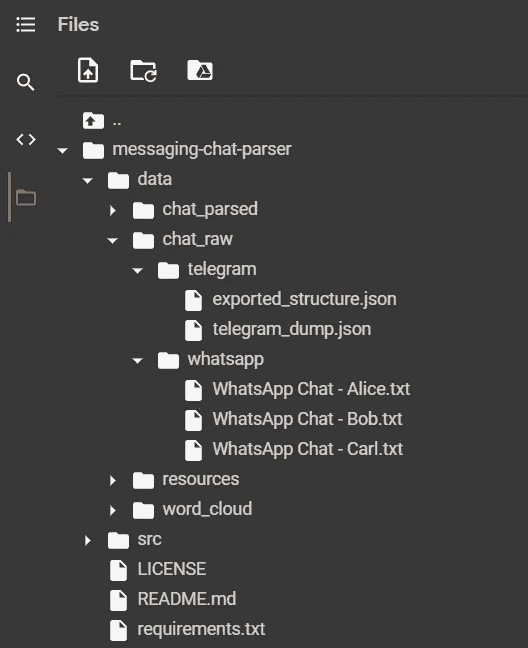 Files
..
messaging-chat-parser
data
chat_parsed
chat_raw
telegram
exported_structure.json
telegram_dump.json
whatsapp
WhatsApp Chat - Alice.txt
WhatsApp Chat - Bob.txt
WhatsApp Chat - Carl.txt
resources
word_cloud
src
LICENSE
README.md
requirements.txt